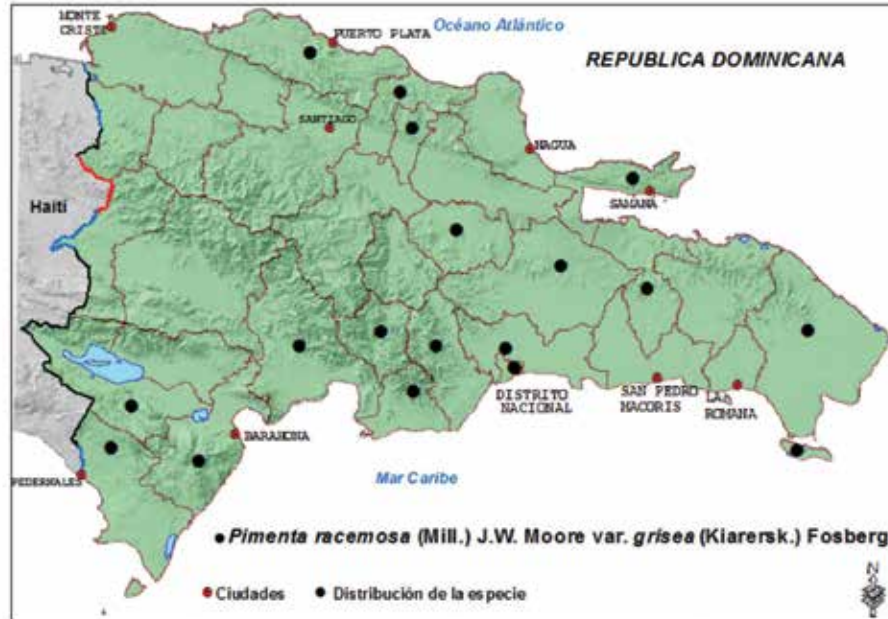 MONTE
CRISTI
PUERTO PLATA
Océano Atlántico
REPUBLICA DOMINICANA
SANTIAGO
NAGUA
SAMANA
Haití
DISTRITO
NACIONAL
SAN PEDRO
MACORIS
LA
ROMANA
BARAHONA
PEDERNALES
Mar Caribe
Pimenta racemosa (Mill.) J.W. Moore var. grisea (Kiarersk.) Fosberg
Ciudades
Distribución de la especie
N